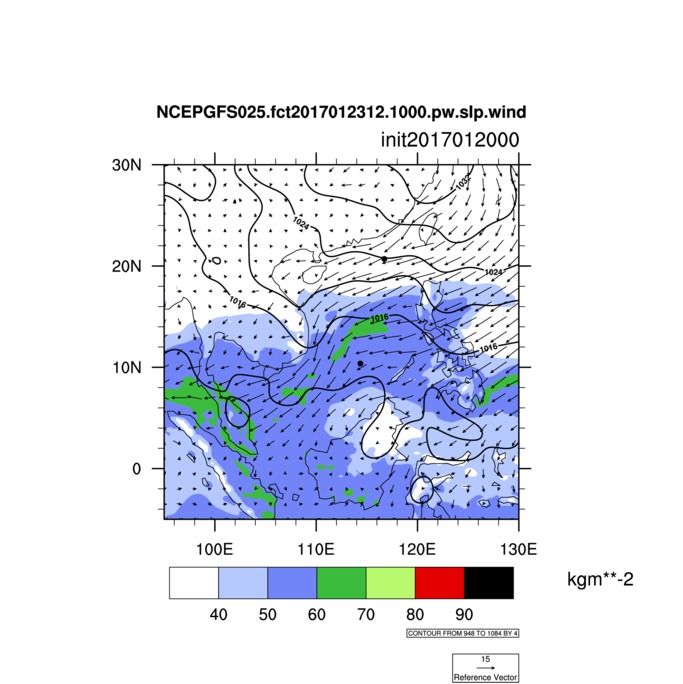 NCEPGFS025.fct2017012312.1000.pw.slp.wind
init2017012000
30N
1032
1024
20N
1024
1016
1016
1016
10N
0
100E 110E 120E 130E
kgm**-2
40 50 60 70 80 90
CONTOUR FROM 948 TO 1084 BY 4
15
Reference Vector